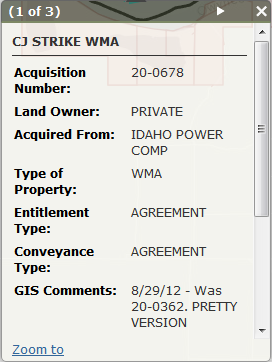 (1 of 3)
CJ STRIKE WMA
Acquisition Number: 20-0678
Land Owner: PRIVATE
Acquired From: IDAHO POWER COMP
Type of Property: WMA
Entitlement Type: AGREEMENT
Conveyance Type: AGREEMENT
GIS Comments: 8/29/12 - Was
20-0362. PRETTY
VERSION
Zoom to